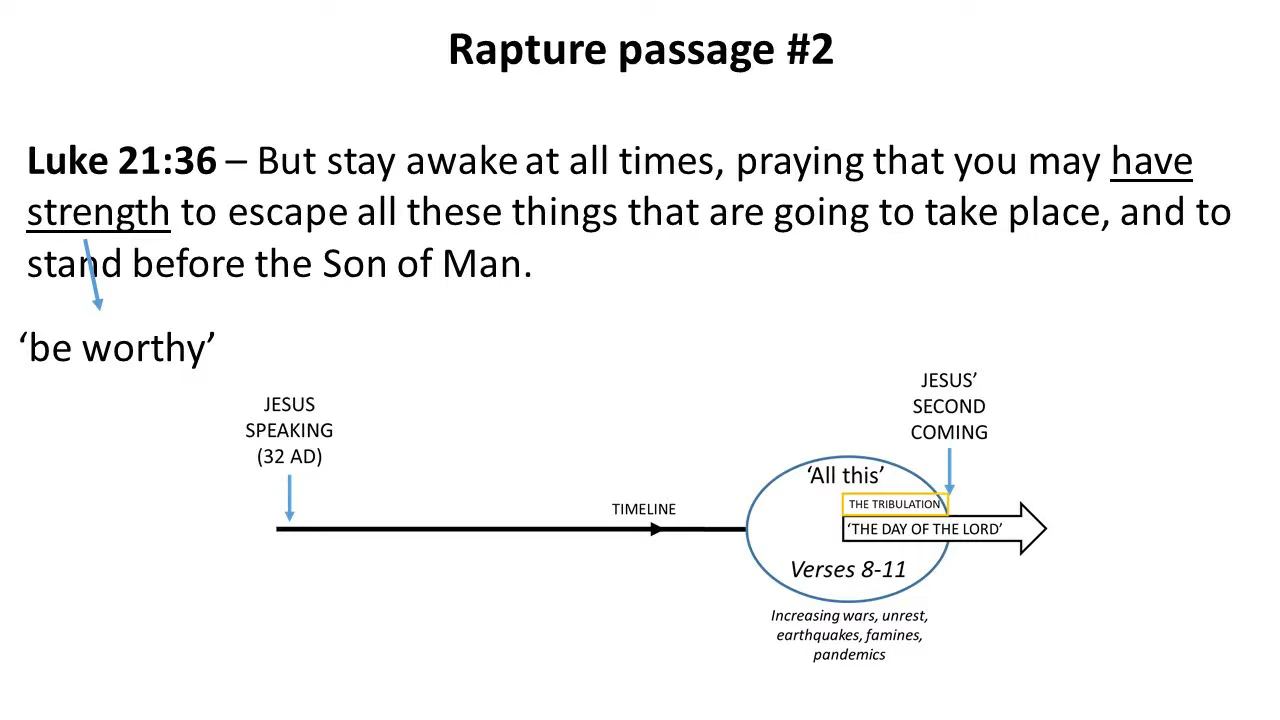 Rapture passage #2
Luke 21:36 – But stay awake at all times, praying that you may have
strength to escape all these things that are going to take place, and to
stand before the Son of Man.
‘be worthy’
JESUS
SPEAKING
(32 AD)
TIMELINE
JESUS’
SECOND
COMING
‘All this’
THE TRIBULATION
‘THE DAY OF THE LORD’
Verses 8-11
Increasing wars, unrest,
earthquakes, famines,
pandemics